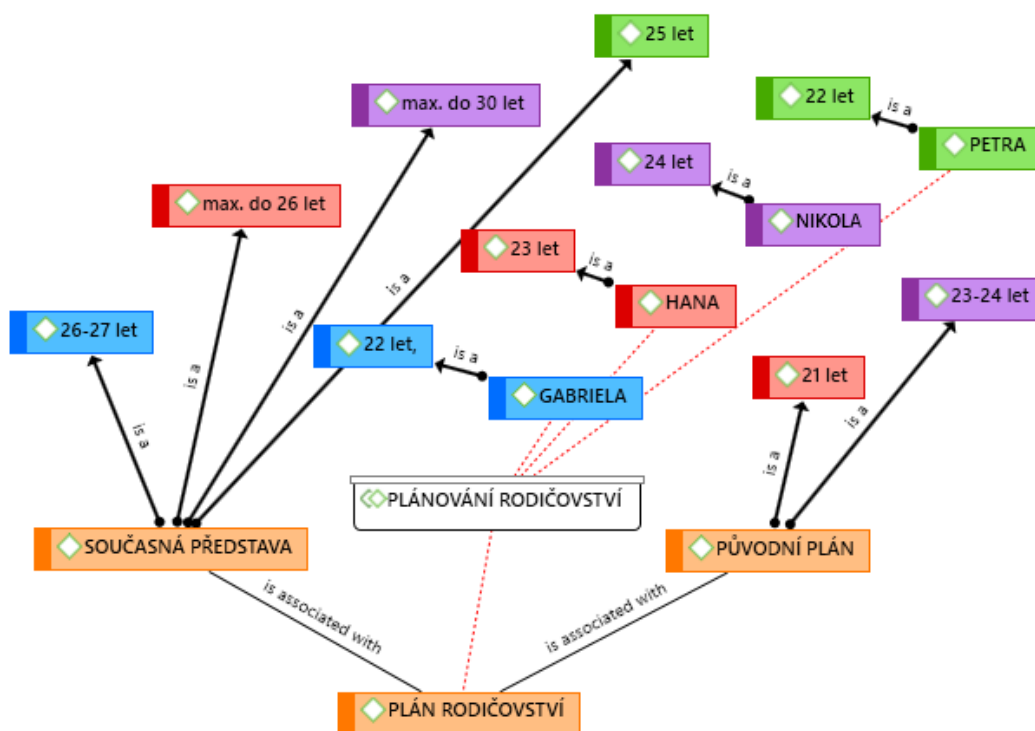 25 let
max. do 30 let
22 let
is a
PETRA
24 let
is a
NIKOLA
max. do 26 let
23 let
is a
HANA
is a
23-24 let
26-27 let
is a
22 let,
is a
GABRIELA
is a
21 let
is a
is a
is a
is a
PLÁNOVÁNÍ RODIČOVSTVÍ
SOUČASNÁ PŘEDSTAVA
PŮVODNÍ PLÁN
is associated with
is associated with
PLÁN RODIČOVSTVÍ